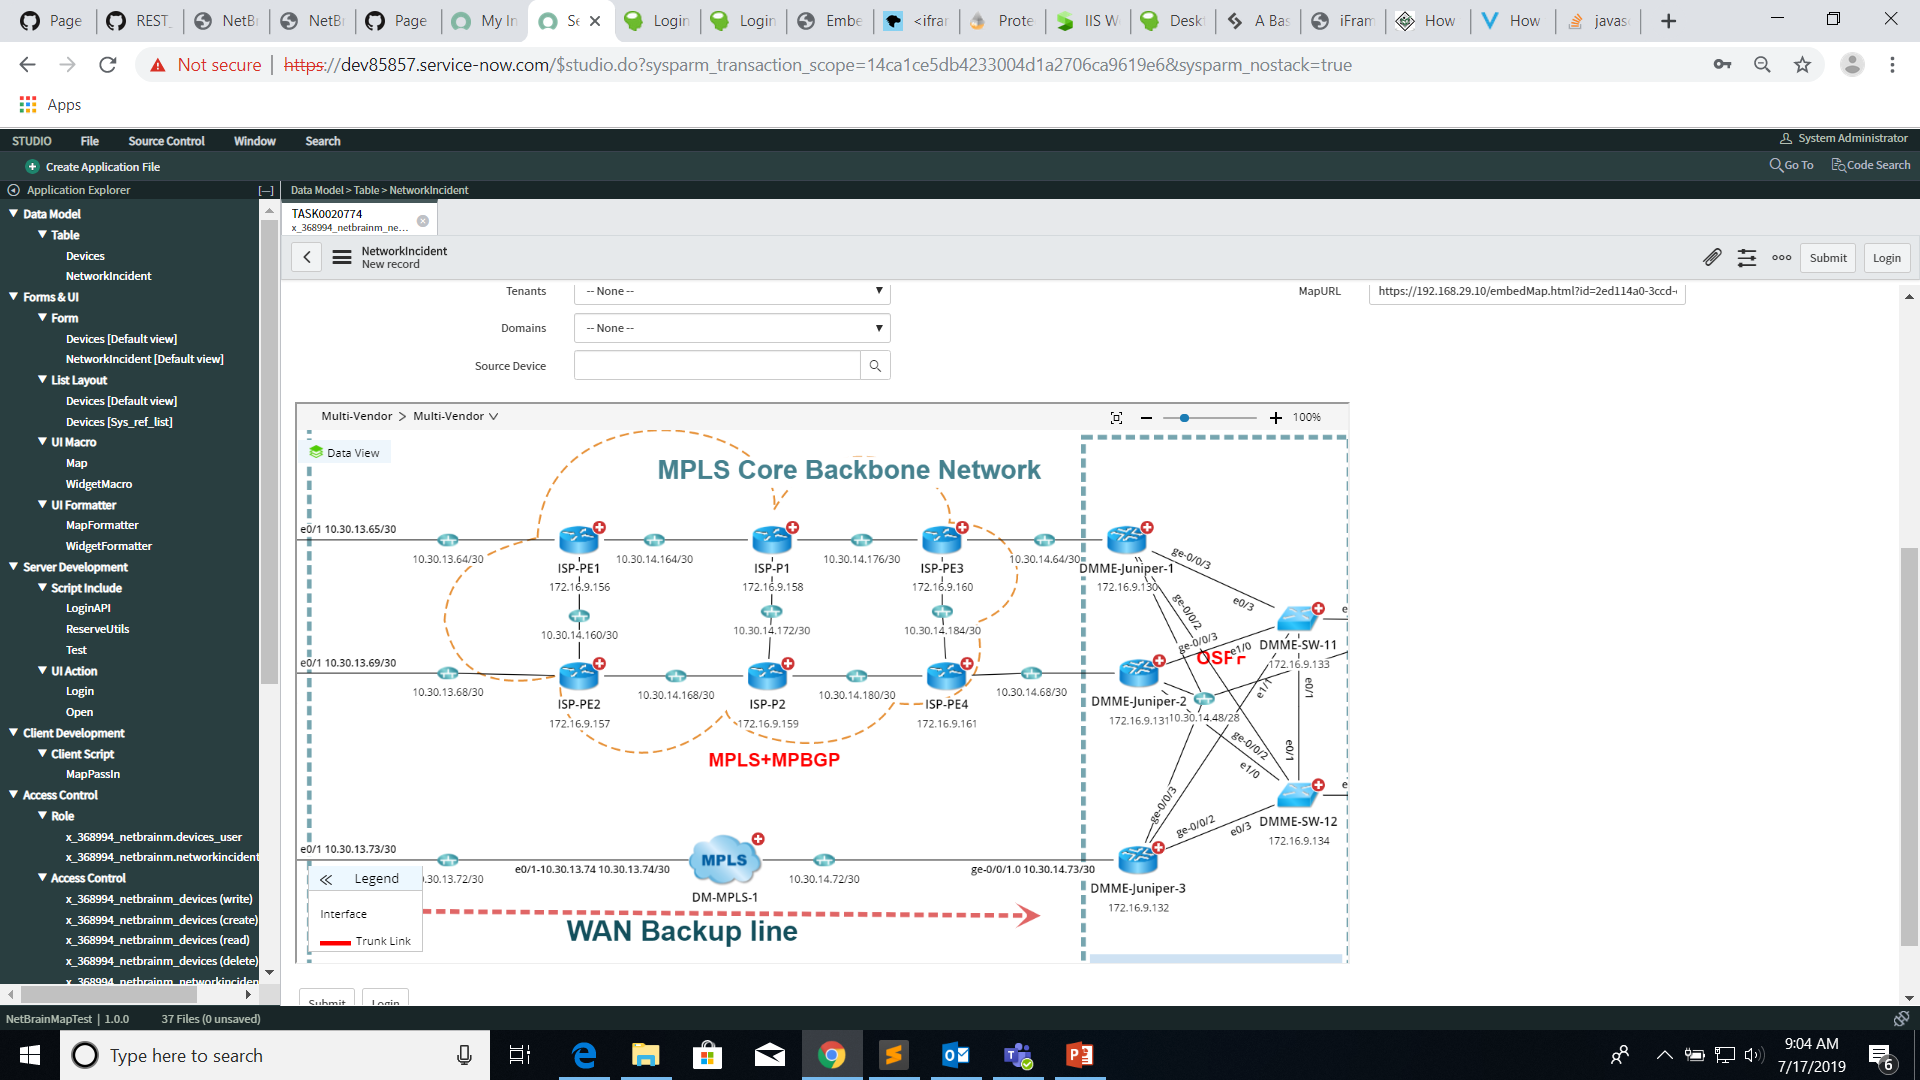 Page
REST_
NetBr
NetBr
Page
My In
Se
Login
Login
Embe
<ifran
Prote
IIS W
Deskt
A Bas
iFram
How
How
javasc
Not secure
https://dev85857.service-now.com/$studio.do?sysparm_transaction_scope=14ca1ce5db4233004d1a2706ca9619e6&sysparm_nostack=true
Apps
STUDIO File Source Control Window Search
System Administrator
Create Application File
Go To
Code Search
Application Explorer [—]
Data Model > Table > NetworkIncident
Data Model
Table
Devices
NetworkIncident
Forms & UI
Form
Devices [Default view]
NetworkIncident [Default view]
List Layout
Devices [Default view]
Devices [Sys_ref_list]
UI Macro
Map
WidgetMacro
UI Formatter
MapFormatter
WidgetFormatter
Server Development
Script Include
LoginAPI
ReserveUtils
Test
UI Action
Login
Open
Client Development
Client Script
MapPassIn
Access Control
Role
x_368994_netbrainm.devices_user
x_368994_netbrainm.networkincident
Access Control
x_368994_netbrainm_devices (write)
x_368994_netbrainm_devices (create)
x_368994_netbrainm_devices (read)
x_368994_netbrainm_devices (delete)
x_368994_netbrainm_networkinciden
TASK0020774
x_368994_netbrainm_ne...
NetworkIncident
New record
Submit
Login
Tenants
-- None --
MapURL
https://192.168.29.10/embedMap.html?id=2ed114a0-3ccd-
Domains
-- None --
Source Device
Multi-Vendor > Multi-Vendor
100%
Data View
MPLS Core Backbone Network
e0/1 10.30.13.65/30
10.30.13.64/30
ISP-PE1
172.16.9.156
10.30.14.164/30
ISP-P1
172.16.9.158
10.30.14.176/30
ISP-PE3
172.16.9.160
10.30.14.64/30
DMME-Juniper-1
172.16.9.130
ge-0/0/3
e0/3
ge-0/0/2
10.30.14.160/30
10.30.14.172/30
10.30.14.184/30
ge-0/0/3
e1/0
OSPF
DMME-SW-11
172.16.9.133
e
e0/1 10.30.13.69/30
10.30.13.68/30
ISP-PE2
172.16.9.157
10.30.14.168/30
ISP-P2
172.16.9.159
10.30.14.180/30
ISP-PE4
172.16.9.161
10.30.14.68/30
DMME-Juniper-2
172.16.9.131
10.30.14.48/28
e1/1
e0/1
e0/1
ge-0/0/2
e1/0
MPLS+MPBGP
ge-0/0/3
ge-0/0/2
e0/3
DMME-SW-12
172.16.9.134
e
e0/1 10.30.13.73/30
.30.13.72/30
e0/1-10.30.13.74 10.30.13.74/30
MPLS
DM-MPLS-1
10.30.14.72/30
ge-0/0/1.0 10.30.14.73/30
DMME-Juniper-3
172.16.9.132
Legend
Interface
Trunk Link
WAN Backup line
Submit
Login
NetBrainMapTest | 1.0.0 37 Files (0 unsaved)
Type here to search
9:04 AM
7/17/2019
6